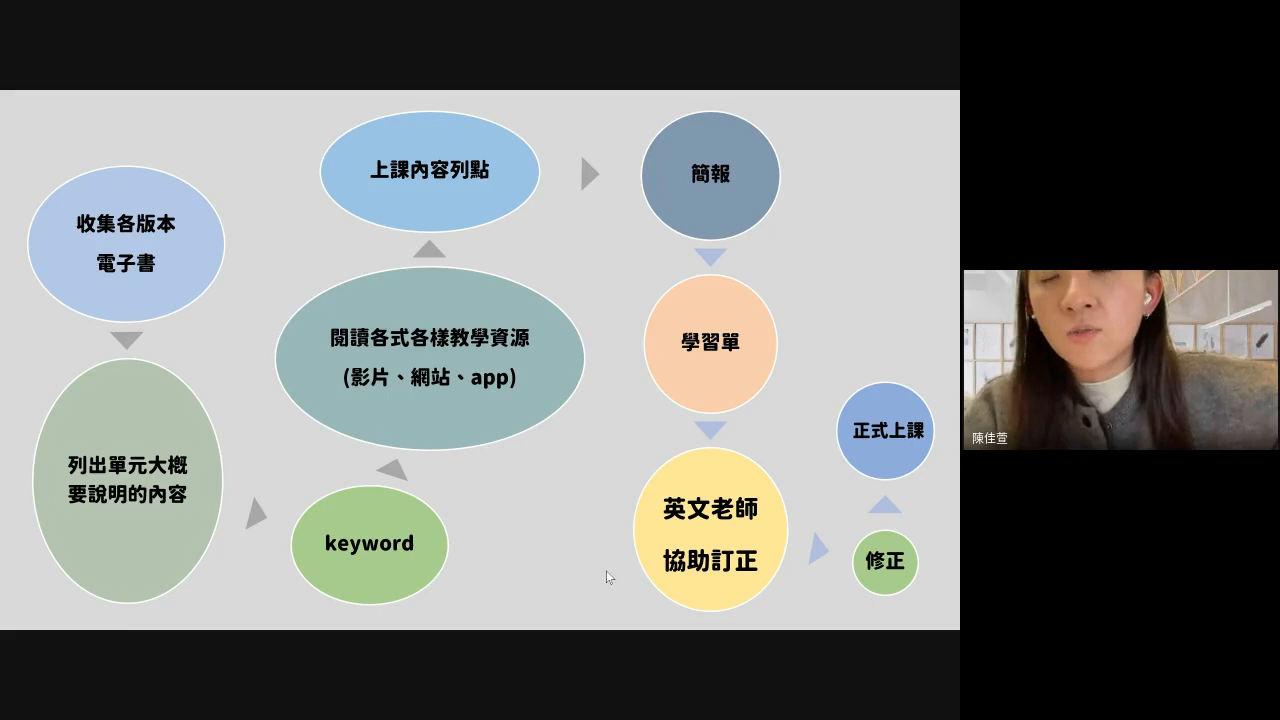 收集各版本
電子書
列出單元大概
要說明的內容
keyword
閱讀各式各樣教學資源
(影片、網站、app)
上課內容列點
簡報
學習單
英文老師
協助訂正
修正
正式上課
陳佳萱